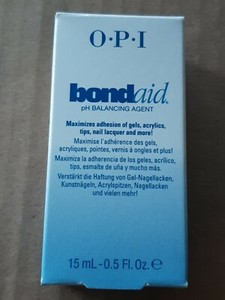 O·P·I
bondaid.
pH BALANCING AGENT
Maximizes adhesion of gels, acrylics,
tips, nail lacquer and more!
Maximise l'adhérence des gels,
acryliques, pointes, vernis à ongles et plus!
Maximiza la adherencia de los geles, acrílico,
tips, esmalte de uña y mucho más.
Verstärkt die Haftung von Gel-Nagellacken,
Kunstnägeln, Acrylspitzen, Nagellacken
und vielen mehr!
15 mL-0.5 Fl. Oz. ℮